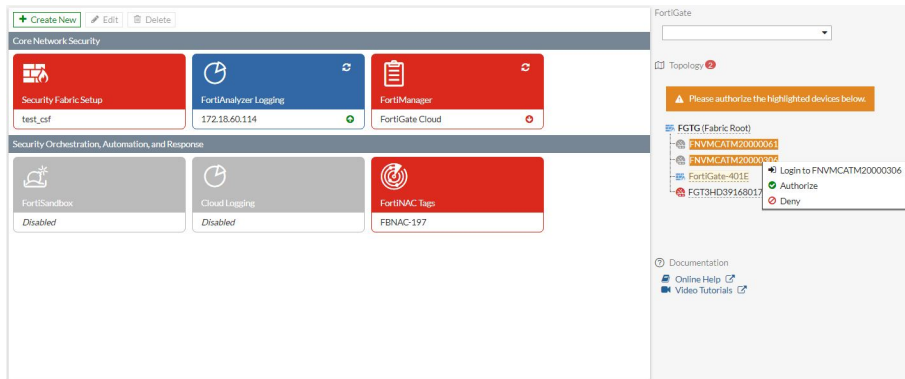 Create New
Edit
Delete
Core Network Security
Security Fabric Setup
test_csf
FortiAnalyzer Logging
172.18.60.114
FortiManager
FortiGate Cloud
Security Orchestration, Automation, and Response
FortiSandbox
Disabled
Cloud Logging
Disabled
FortiNAC Tags
FBNAC-197
FortiGate
Topology 2
Please authorize the highlighted devices below.
FGTG (Fabric Root)
FNVMCATM20000061
FNVMCATM20000306
FortiGate-401E
FGT3HD39168017
Login to FNVMCATM20000306
Authorize
Deny
Documentation
Online Help
Video Tutorials